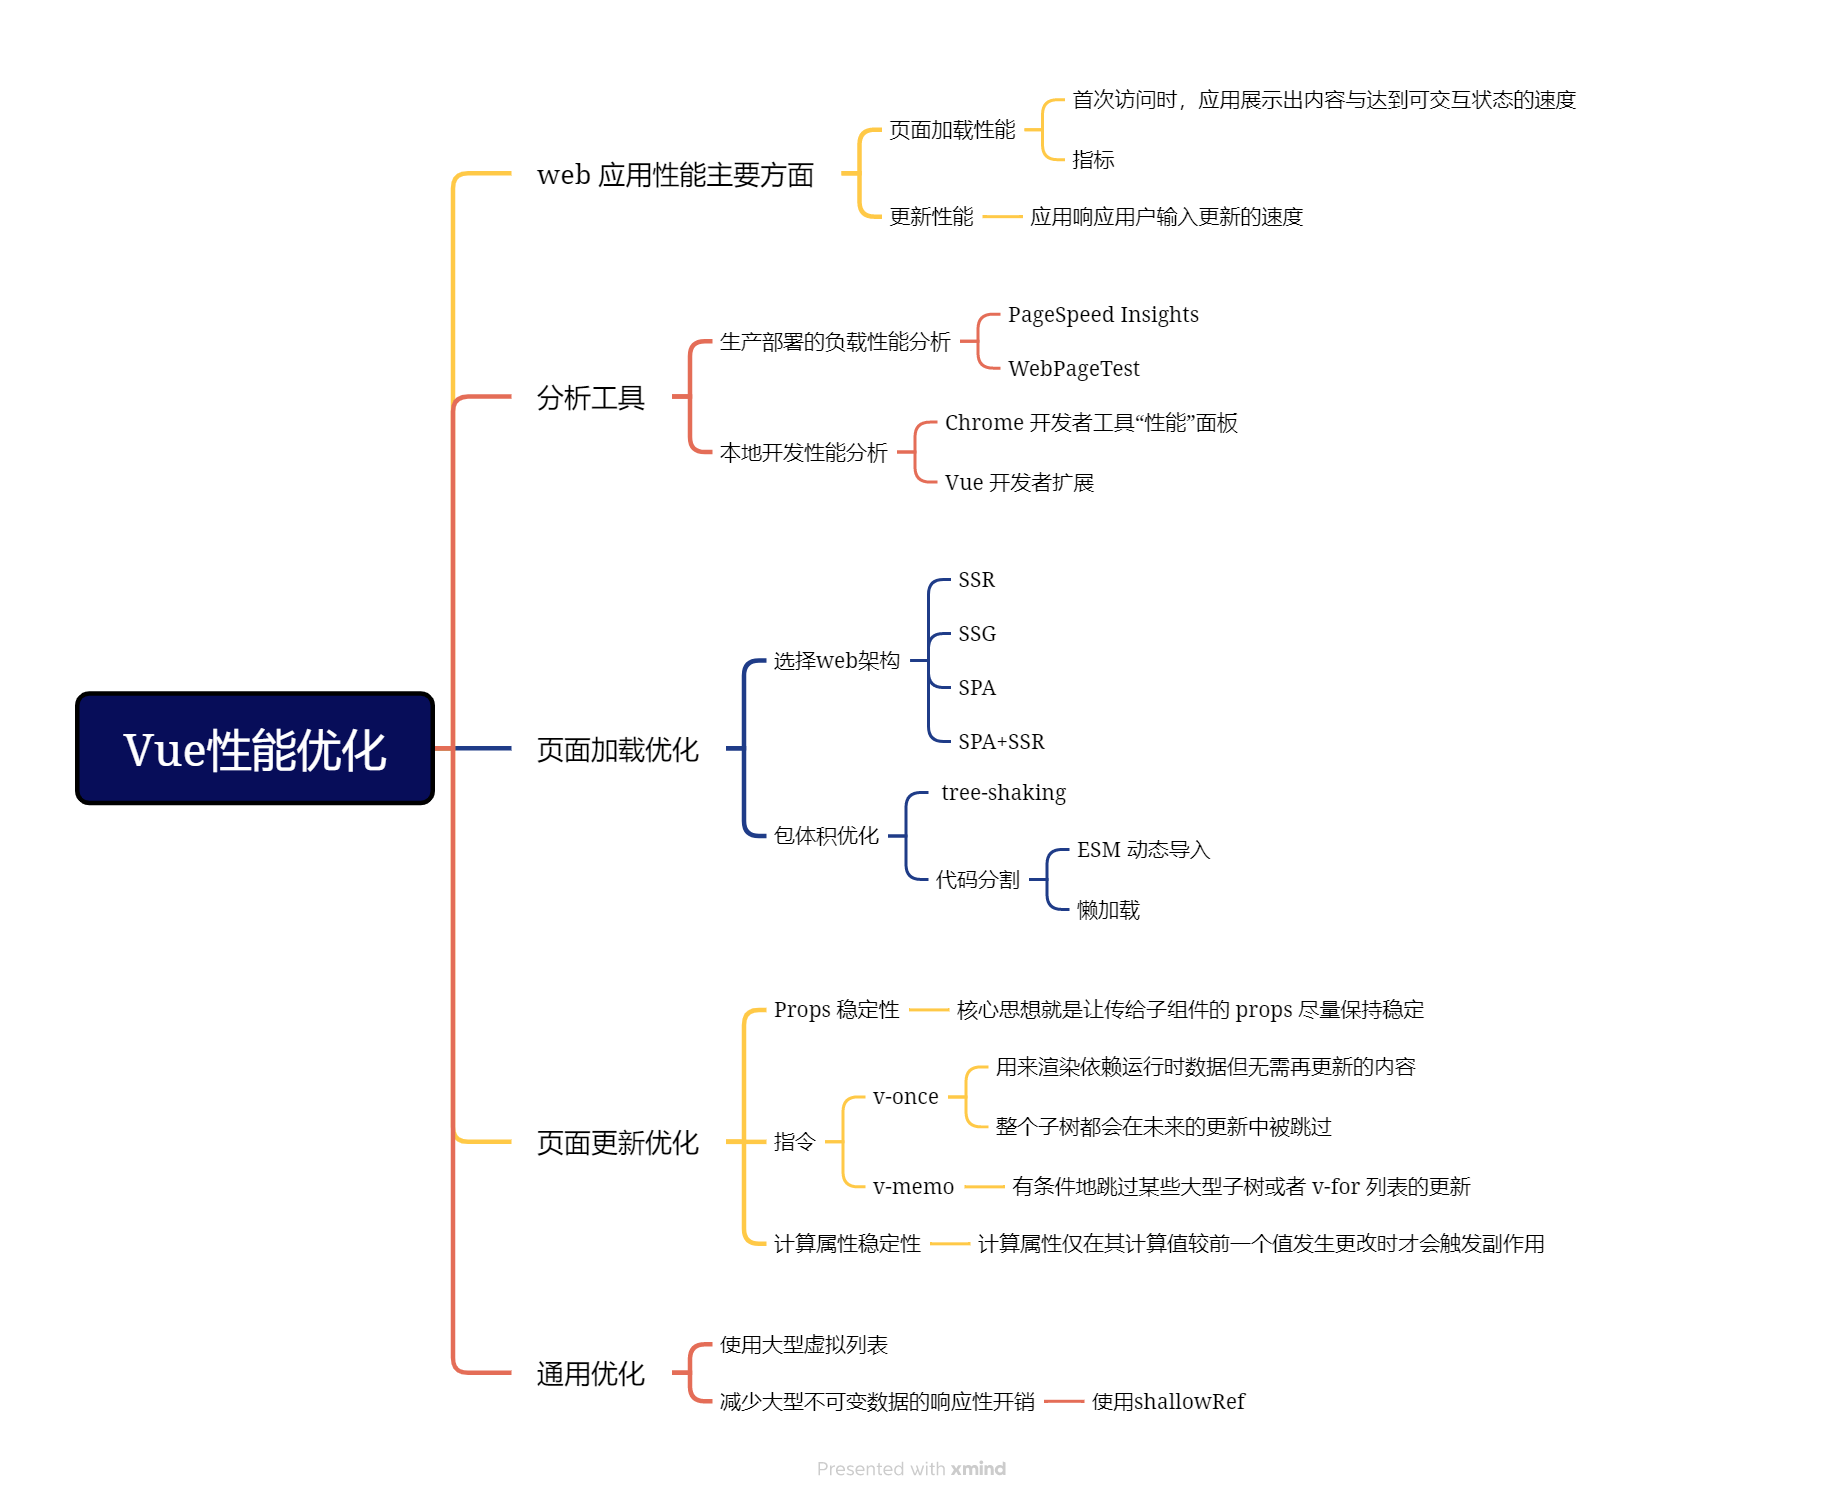 Vue性能优化
web 应用性能主要方面
页面加载性能
首次访问时，应用展示出内容与达到可交互状态的速度
指标
更新性能
应用响应用户输入更新的速度
分析工具
生产部署的负载性能分析
PageSpeed Insights
WebPageTest
本地开发性能分析
Chrome 开发者工具“性能”面板
Vue 开发者扩展
页面加载优化
选择web架构
SSR
SSG
SPA
SPA+SSR
包体积优化
tree-shaking
代码分割
ESM 动态导入
懒加载
页面更新优化
Props 稳定性
核心思想就是让传给子组件的 props 尽量保持稳定
指令
v-once
用来渲染依赖运行时数据但无需再更新的内容
整个子树都会在未来的更新中被跳过
v-memo
有条件地跳过某些大型子树或者 v-for 列表的更新
计算属性稳定性
计算属性仅在其计算值较前一个值发生更改时才会触发副作用
通用优化
使用大型虚拟列表
减少大型不可变数据的响应性开销
使用shallowRef
Presented with xmind